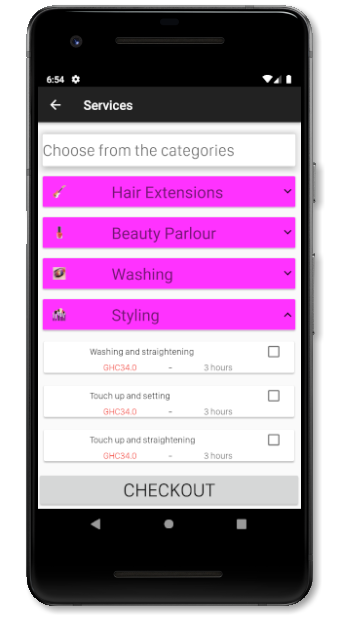 6:54
Services
Choose from the categories
Hair Extensions
Beauty Parlour
Washing
Styling
Washing and straightening
GHC34.0 - 3 hours
Touch up and setting
GHC34.0 - 3 hours
Touch up and straightening
GHC34.0 - 3 hours
CHECKOUT